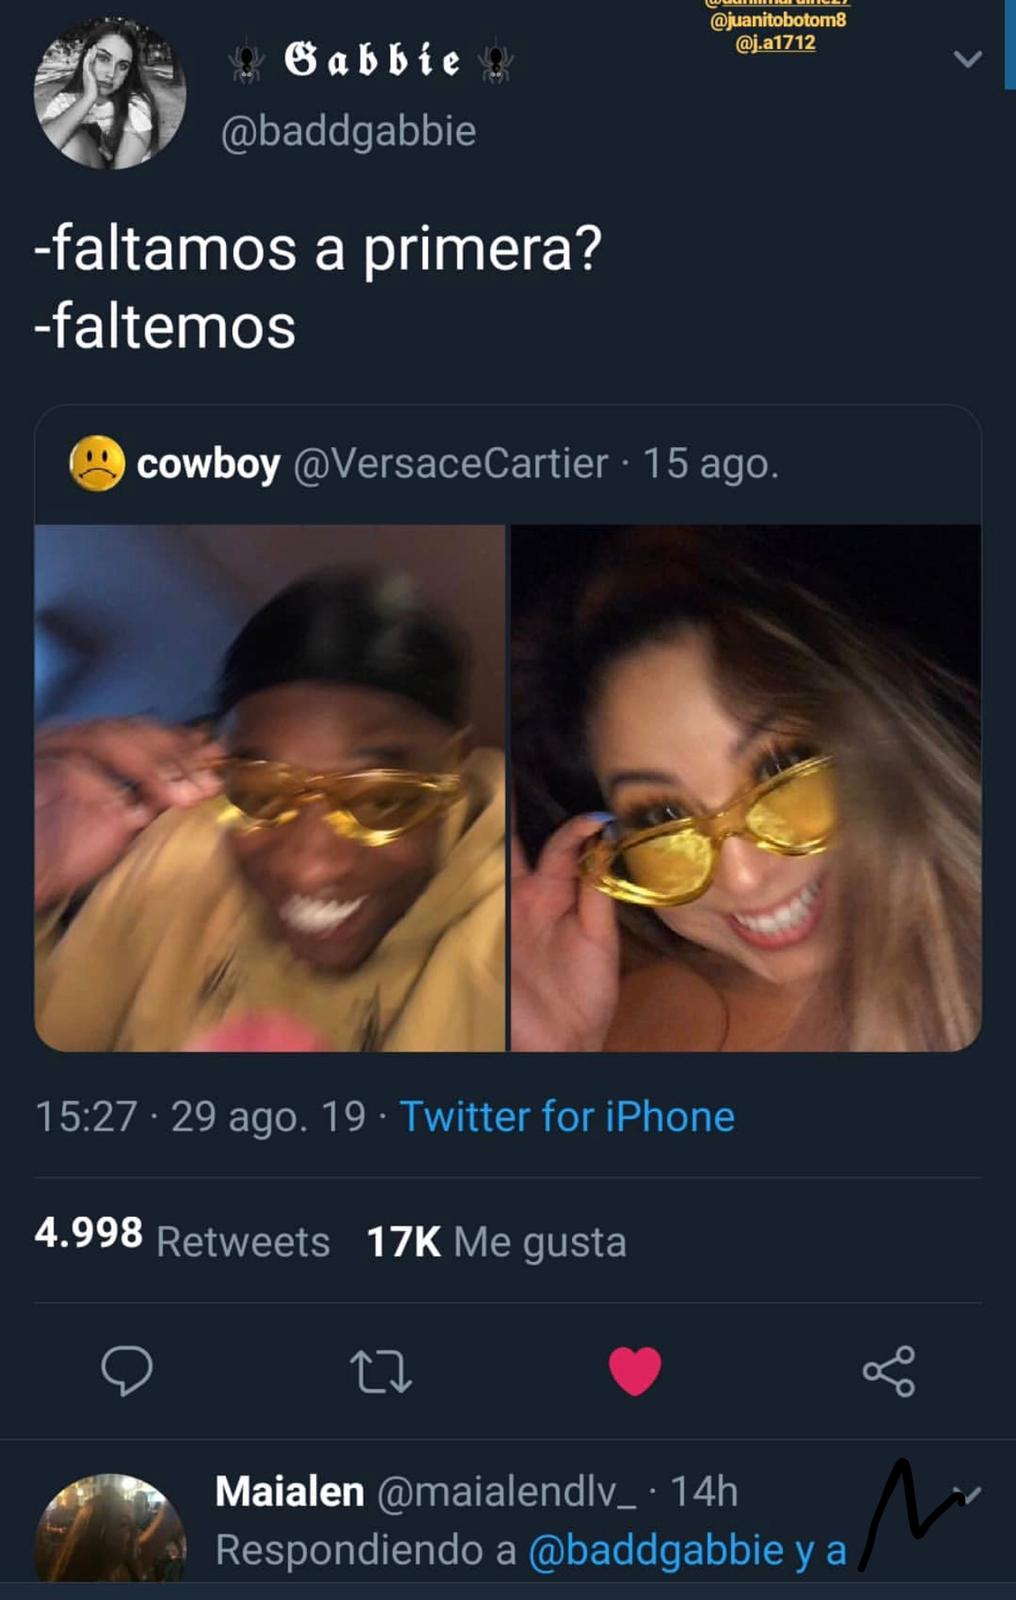 @juanitobotom8
@j.a1712
🕷 𝕲𝖆𝖇𝖇𝖎𝖊 🕷
@baddgabbie
-faltamos a primera?
-faltemos
cowboy @VersaceCartier · 15 ago.
15:27 · 29 ago. 19 · Twitter for iPhone
4.998 Retweets 17K Me gusta
Maialen @maialendlv_ · 14h
Respondiendo a @baddgabbie y a